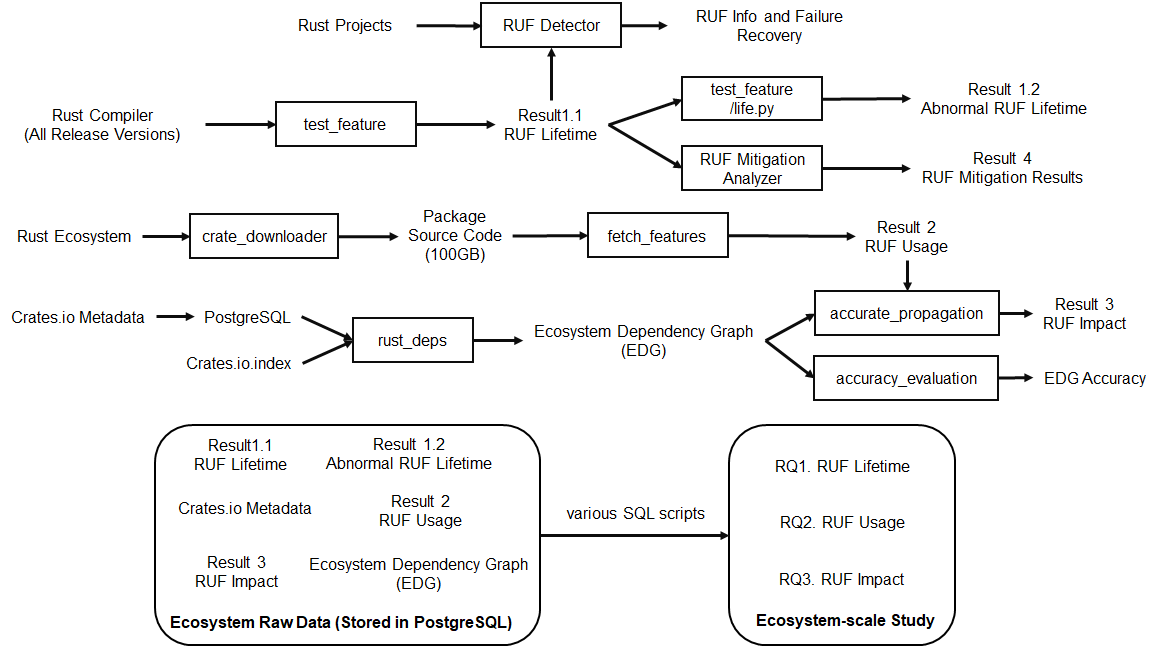 Rust Projects
RUF Detector
RUF Info and Failure
Recovery
Rust Compiler
(All Release Versions)
test_feature
Result1.1
RUF Lifetime
test_feature
/life.py
Result 1.2
Abnormal RUF Lifetime
RUF Mitigation
Analyzer
Result 4
RUF Mitigation Results
Rust Ecosystem
crate_downloader
Package
Source Code
(100GB)
fetch_features
Result 2
RUF Usage
Crates.io Metadata
PostgreSQL
Crates.io.index
rust_deps
Ecosystem Dependency Graph
(EDG)
accurate_propagation
Result 3
RUF Impact
accuracy_evaluation
EDG Accuracy
Result1.1
RUF Lifetime
Result 1.2
Abnormal RUF Lifetime
Crates.io Metadata
Result 2
RUF Usage
Result 3
RUF Impact
Ecosystem Dependency Graph
(EDG)
Ecosystem Raw Data (Stored in PostgreSQL)
various SQL scripts
RQ1. RUF Lifetime
RQ2. RUF Usage
RQ3. RUF Impact
Ecosystem-scale Study